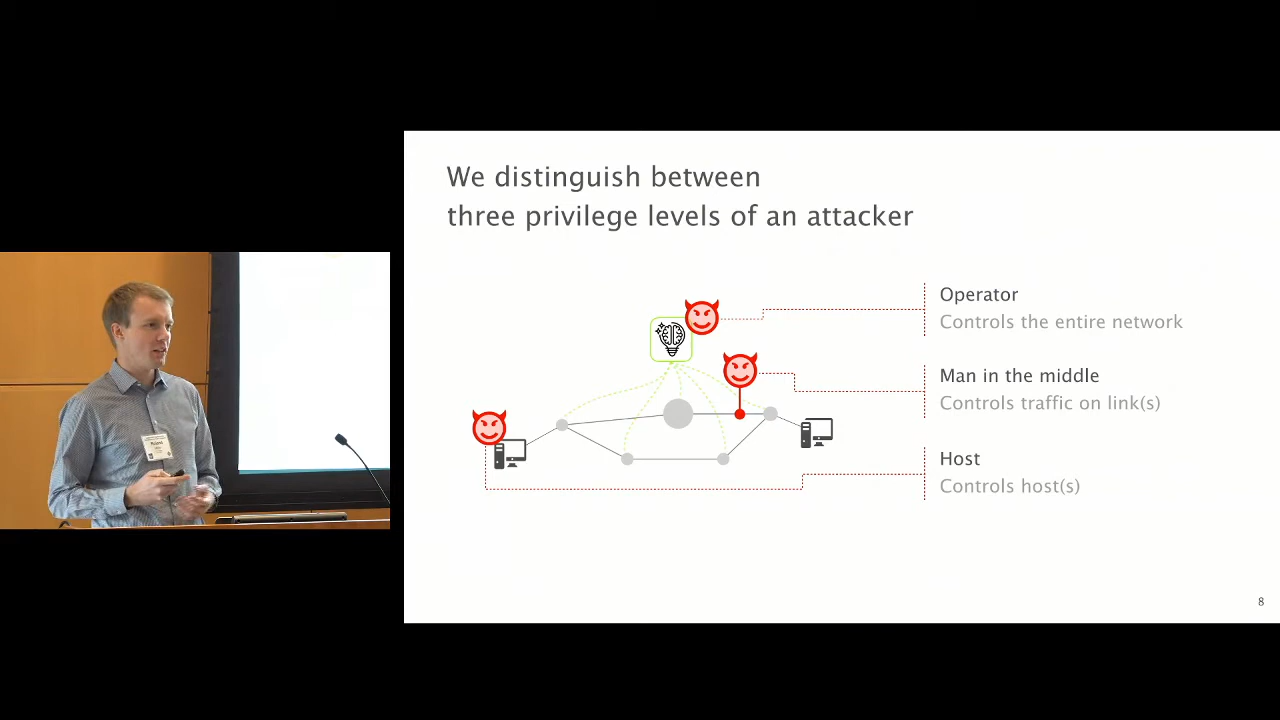 We distinguish between
three privilege levels of an attacker
Operator
Controls the entire network
Man in the middle
Controls traffic on link(s)
Host
Controls host(s)
8